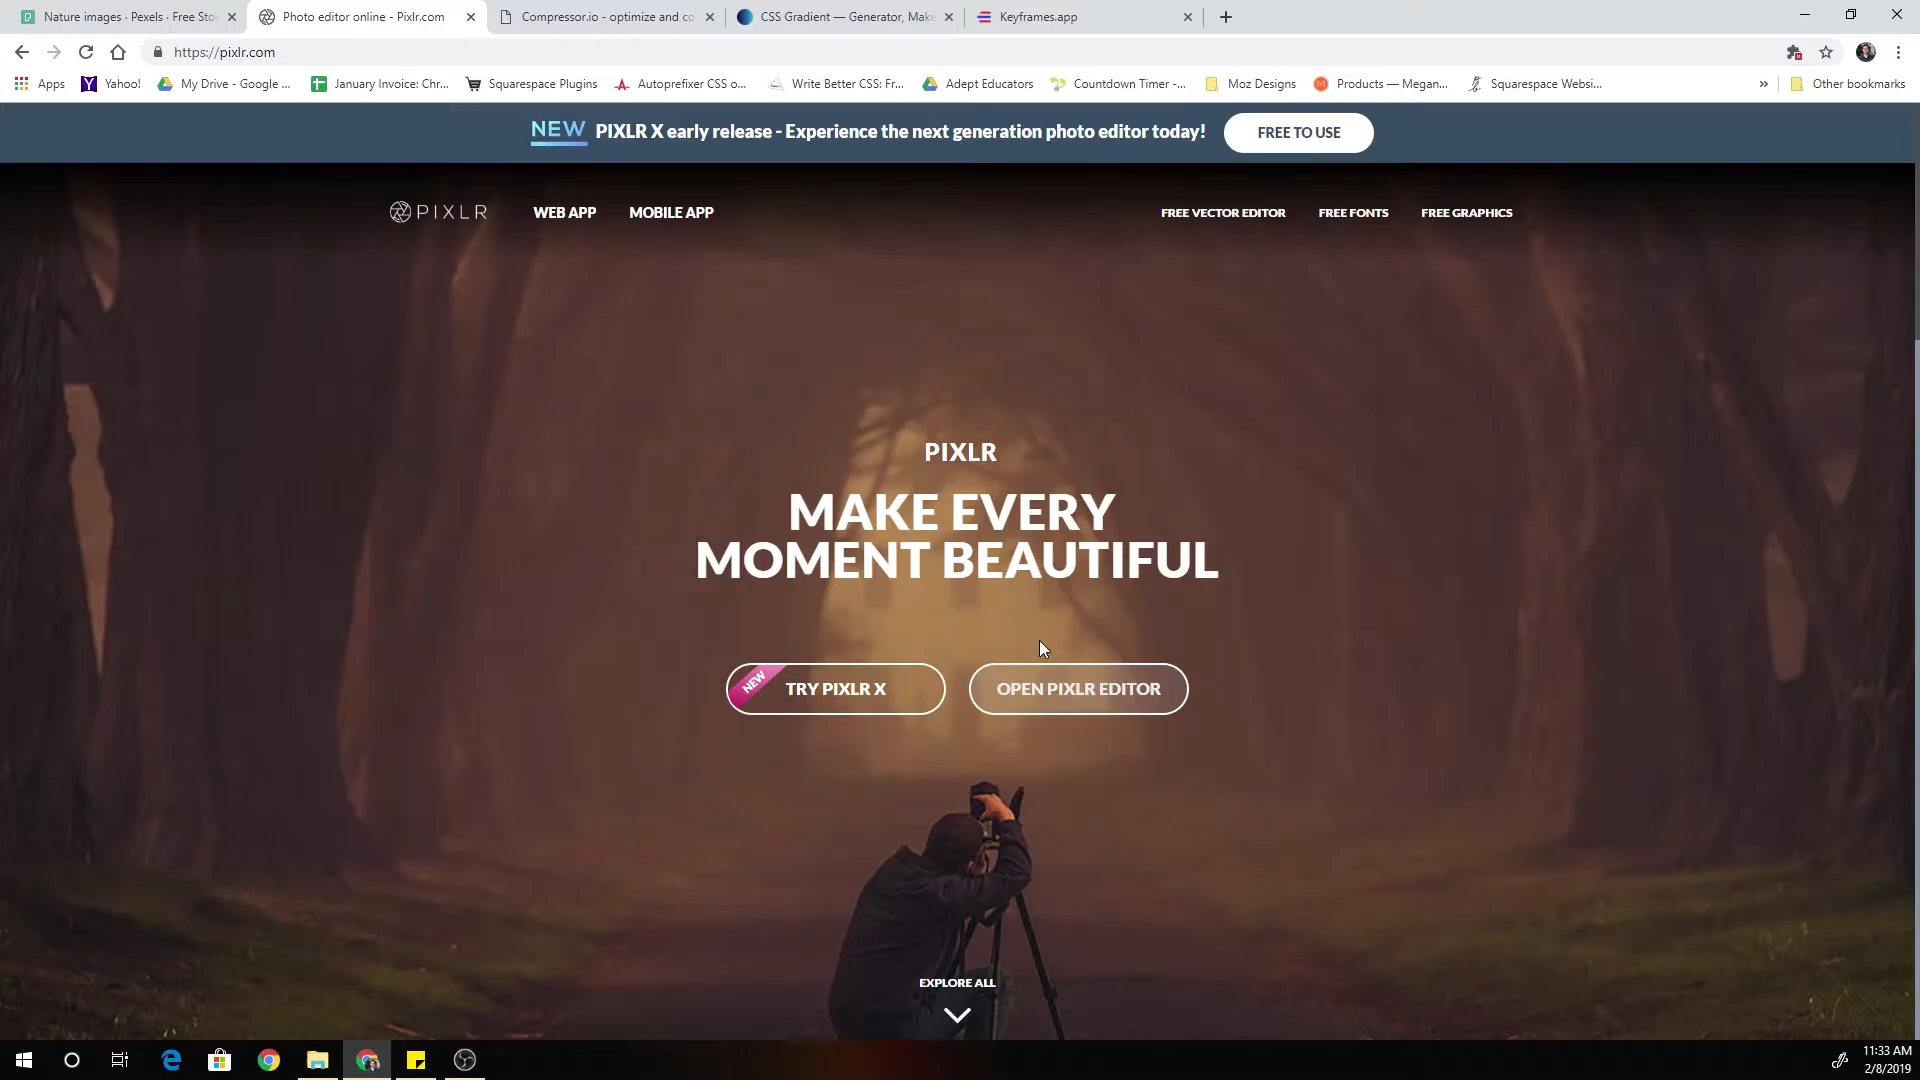 Nature images · Pexels · Free Sto
Photo editor online - Pixlr.com
Compressor.io - optimize and co
CSS Gradient — Generator, Make
Keyframes.app
https://pixlr.com
Apps
Yahoo!
My Drive - Google ...
January Invoice: Chr...
Squarespace Plugins
Autoprefixer CSS o...
Write Better CSS: Fr...
Adept Educators
Countdown Timer -...
Moz Designs
Products — Megan...
Squarespace Websi...
»
Other bookmarks
NEW PIXLR X early release - Experience the next generation photo editor today! FREE TO USE
PIXLR
WEB APP
MOBILE APP
FREE VECTOR EDITOR
FREE FONTS
FREE GRAPHICS
PIXLR
MAKE EVERY
MOMENT BEAUTIFUL
NEW
TRY PIXLR X
OPEN PIXLR EDITOR
EXPLORE ALL
11:33 AM
2/8/2019